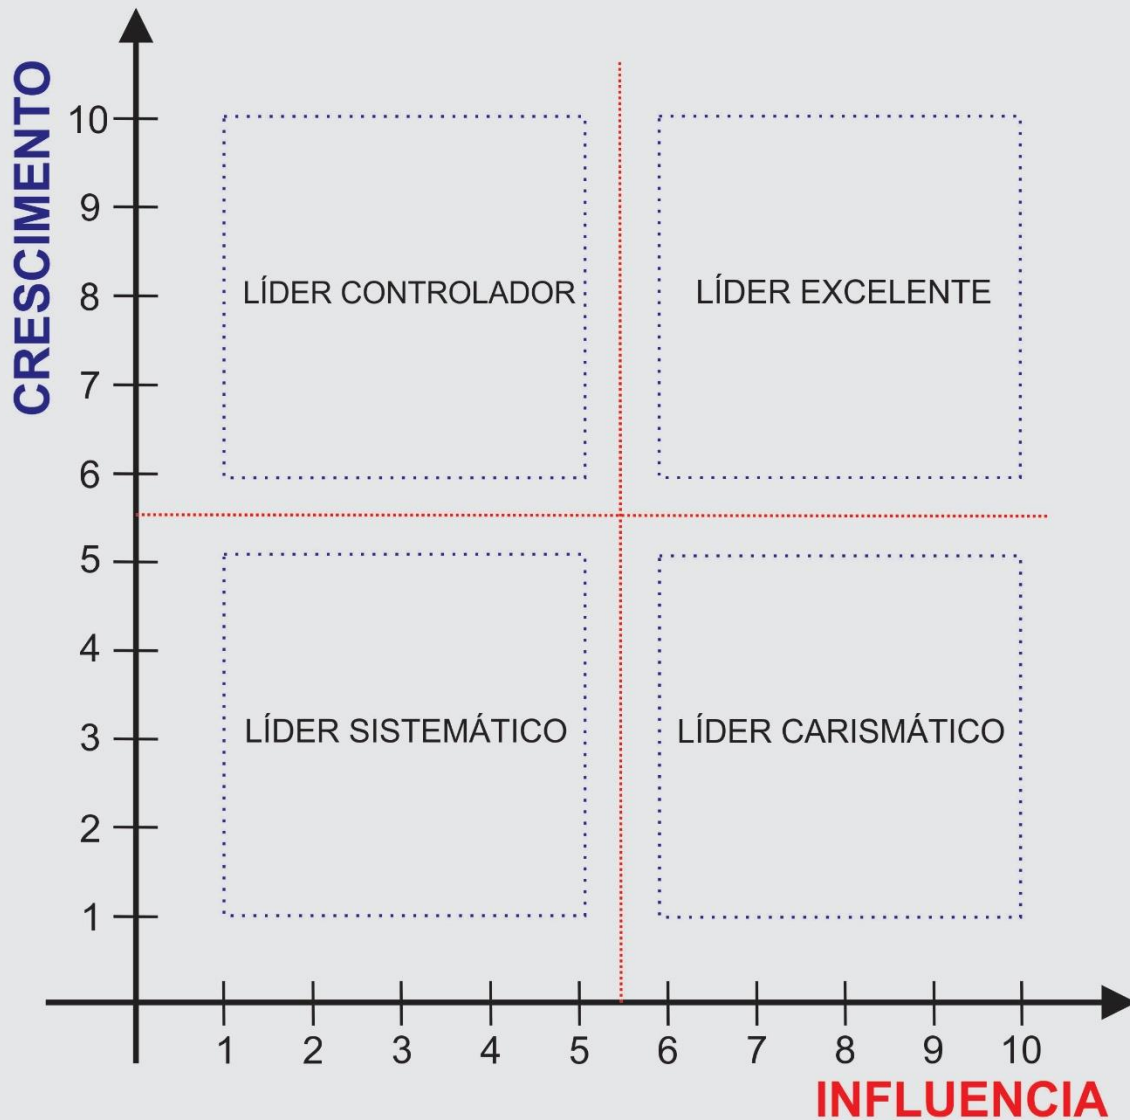 CRESCIMENTO
10
9
8
7
6
5
4
3
2
1
LÍDER CONTROLADOR
LÍDER EXCELENTE
LÍDER SISTEMÁTICO
LÍDER CARISMÁTICO
1 2 3 4 5 6 7 8 9 10
INFLUENCIA